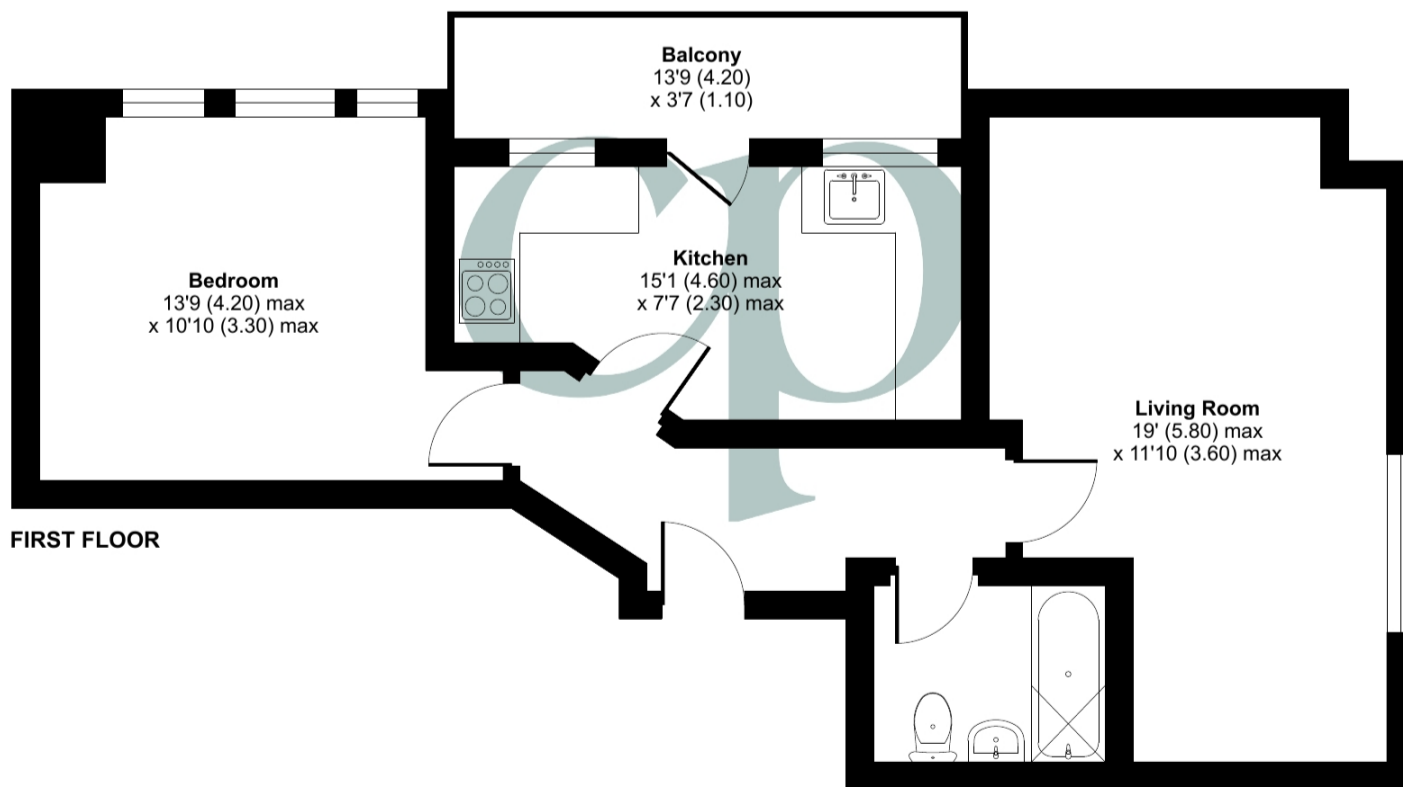 Balcony
13'9 (4.20)
x 3'7 (1.10)
Bedroom
13'9 (4.20) max
x 10'10 (3.30) max
Kitchen
15'1 (4.60) max
x 7'7 (2.30) max
Living Room
19' (5.80) max
x 11'10 (3.60) max
FIRST FLOOR
cp